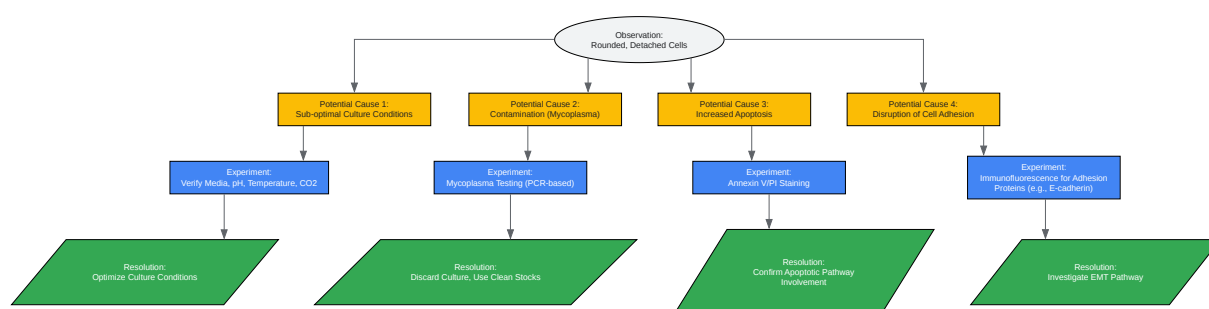 Observation:
Rounded, Detached Cells
Potential Cause 1:
Sub-optimal Culture Conditions
Potential Cause 2:
Contamination (Mycoplasma)
Potential Cause 3:
Increased Apoptosis
Potential Cause 4:
Disruption of Cell Adhesion
Experiment:
Verify Media, pH, Temperature, CO2
Experiment:
Mycoplasma Testing (PCR-based)
Experiment:
Annexin V/PI Staining
Experiment:
Immunofluorescence for Adhesion
Proteins (e.g., E-cadherin)
Resolution:
Optimize Culture Conditions
Resolution:
Discard Culture, Use Clean Stocks
Resolution:
Confirm Apoptotic Pathway
Involvement
Resolution:
Investigate EMT Pathway